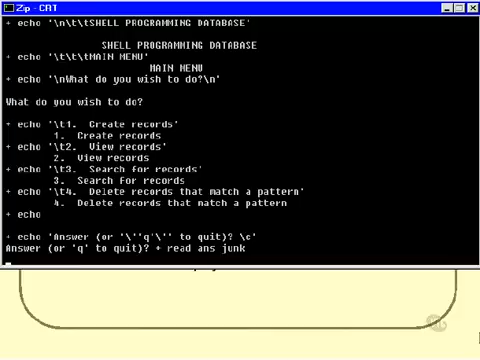 Zip - CAT
+ echo '\n\t\tSHELL PROGRAMMING DATABASE'
SHELL PROGRAMMING DATABASE
+ echo '\t\t\tMAIN MENU'
MAIN MENU
+ echo '\nWhat do you wish to do?\n'
What do you wish to do?
+ echo '\t1.  Create records'
1.  Create records
+ echo '\t2.  View records'
2.  View records
+ echo '\t3.  Search for records'
3.  Search for records
+ echo '\t4.  Delete records that match a pattern'
4.  Delete records that match a pattern
+ echo
+ echo 'Answer (or '\''q'\'' to quit)? \c'
Answer (or 'q' to quit)? + read ans junk